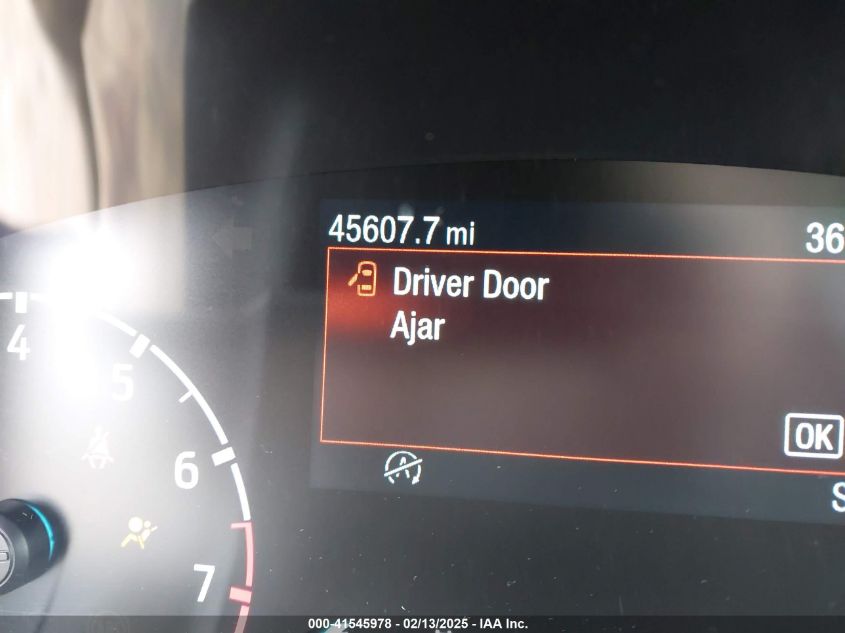 45607.7 mi
36
Driver Door
Ajar
OK
4
5
6
7
S
000-41545978 - 02/13/2025 - IAA Inc.